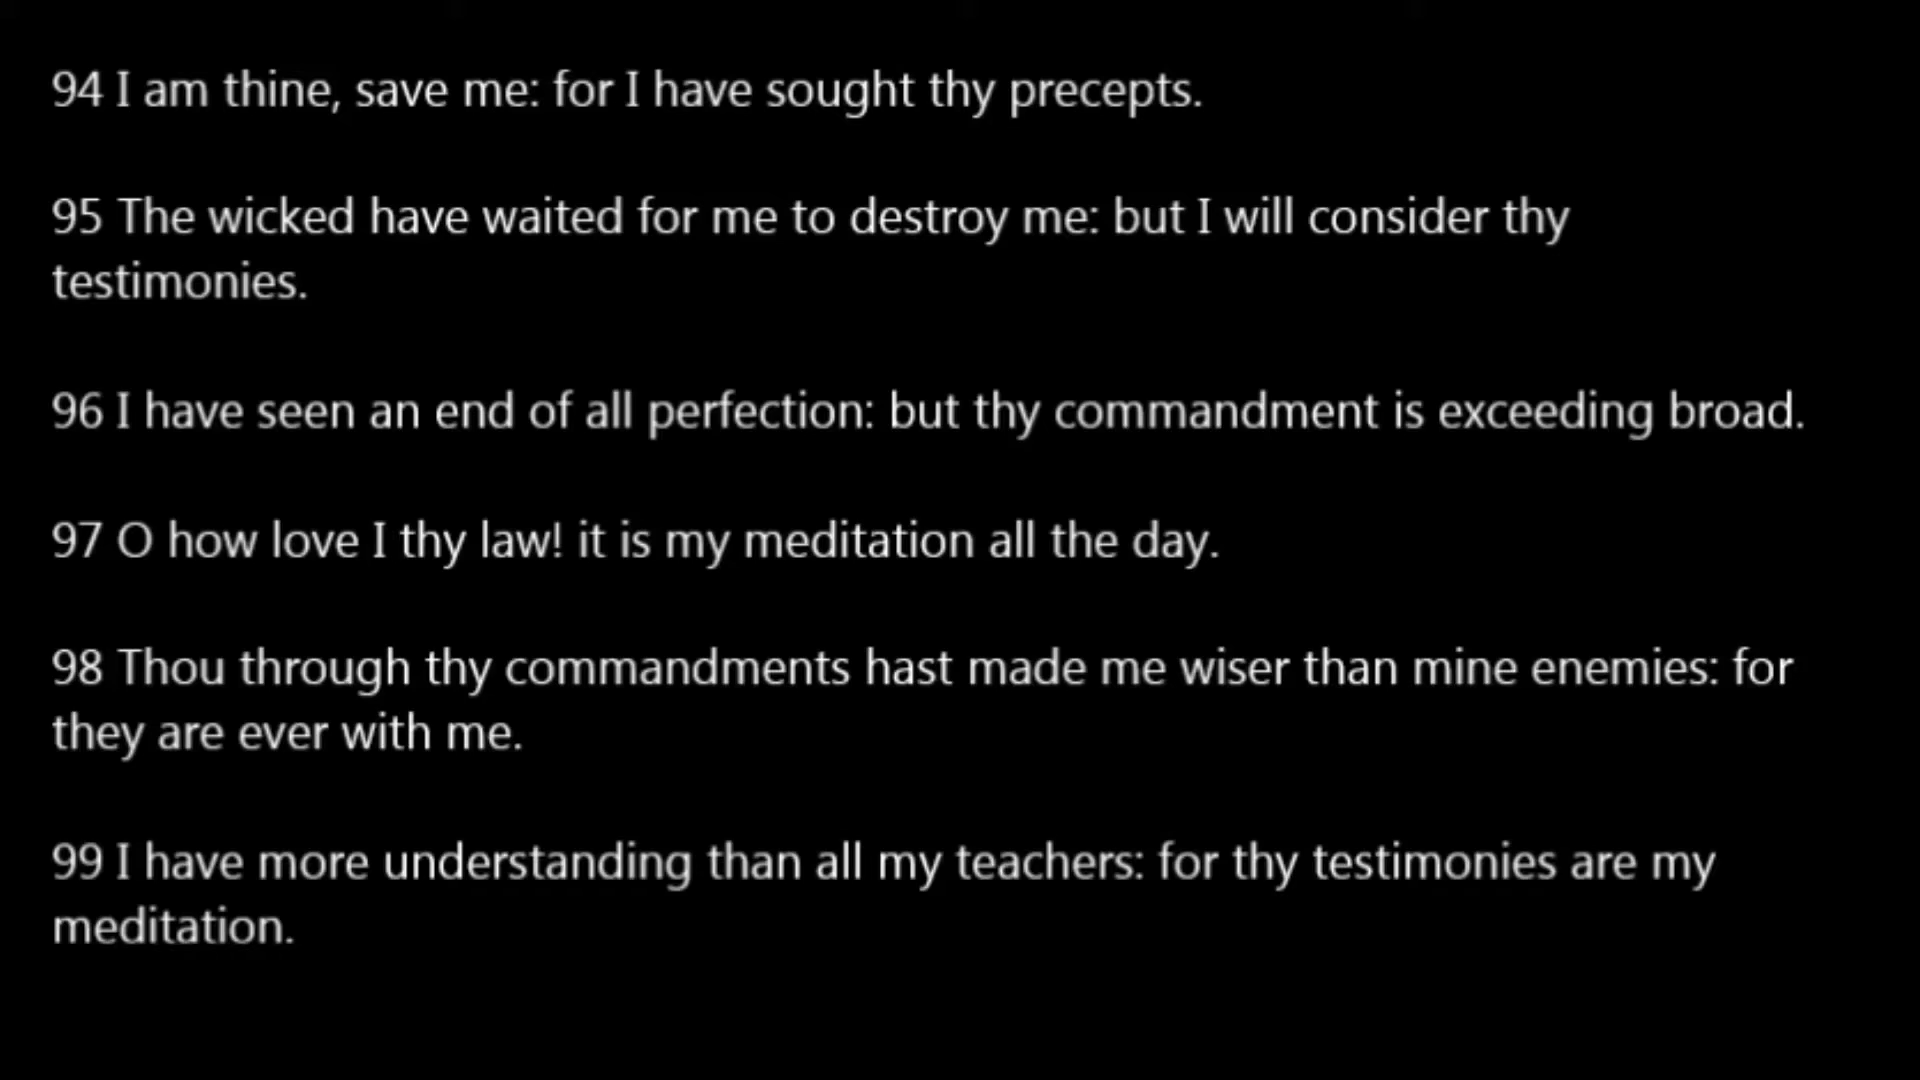 94 I am thine, save me: for I have sought thy precepts.
95 The wicked have waited for me to destroy me: but I will consider thy
testimonies.
96 I have seen an end of all perfection: but thy commandment is exceeding broad.
97 O how love I thy law! it is my meditation all the day.
98 Thou through thy commandments hast made me wiser than mine enemies: for
they are ever with me.
99 I have more understanding than all my teachers: for thy testimonies are my
meditation.